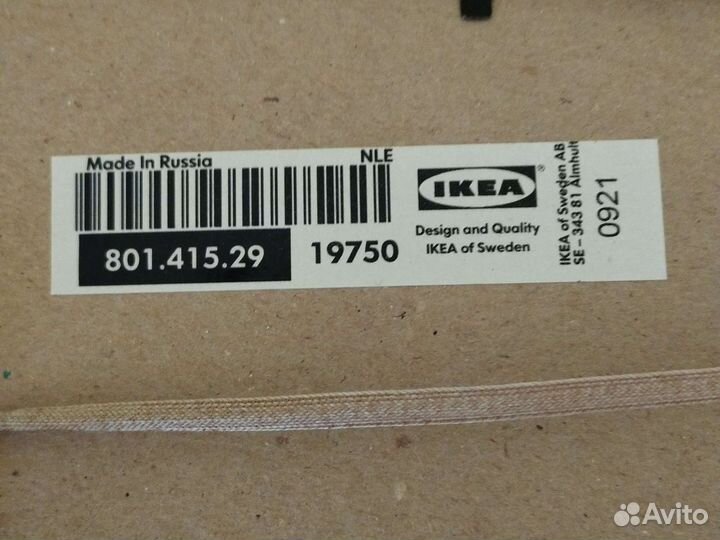 Made In Russia
NLE
801.415.29
19750
IKEA
®
Design and Quality
IKEA of Sweden
IKEA of Sweden AB
SE – 343 81 Älmhult
0921
Avito